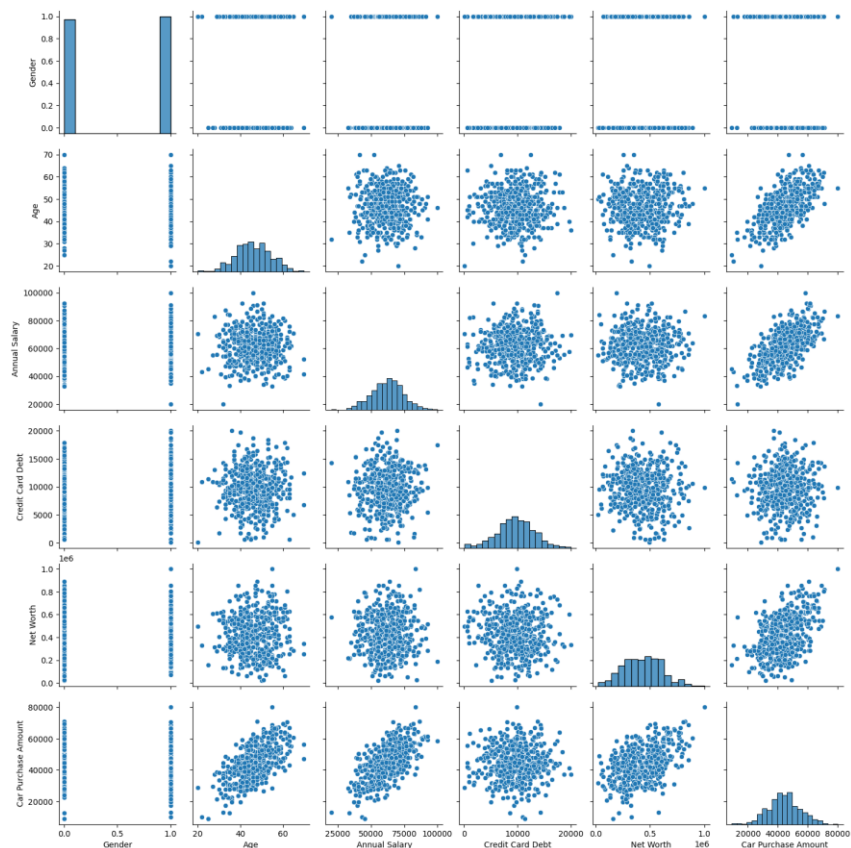 1.0
0.8
0.6
0.4
0.2
0.0
Gender
70
60
50
40
30
20
Age
100000
80000
60000
40000
20000
Annual Salary
20000
15000
10000
5000
0
Credit Card Debt
1e6
1.0
0.8
0.6
0.4
0.2
0.0
Net Worth
80000
60000
40000
20000
Car Purchase Amount
0.0 0.5 1.0
Gender
20 40 60
Age
25000 50000 75000 100000
Annual Salary
0 10000 20000
Credit Card Debt
0.0 0.5 1.0
1e6
Net Worth
20000 40000 60000 80000
Car Purchase Amount